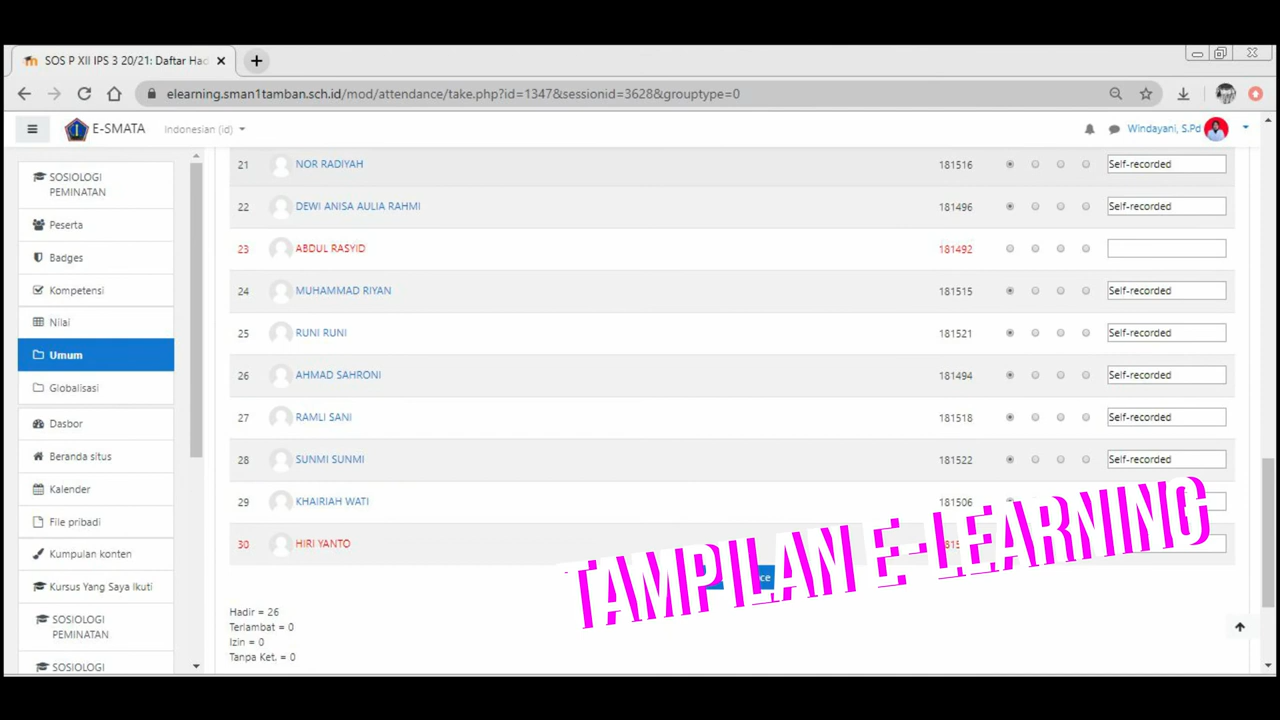 SOS P XII IPS 3 20/21: Daftar Had
elearning.sman1tamban.sch.id/mod/attendance/take.php?id=1347&sessionid=3628&grouptype=0
E-SMATA Indonesian (id) Windayani, S.Pd
SOSIOLOGI
PEMINATAN
Peserta
Badges
Kompetensi
Nilai
Umum
Globalisasi
Dasbor
Beranda situs
Kalender
File pribadi
Kumpulan konten
Kursus Yang Saya Ikuti
SOSIOLOGI
PEMINATAN
SOSIOLOGI
21 NOR RADIYAH 181516 Self-recorded
22 DEWI ANISA AULIA RAHMI 181496 Self-recorded
23 ABDUL RASYID 181492
24 MUHAMMAD RIYAN 181515 Self-recorded
25 RUNI RUNI 181521 Self-recorded
26 AHMAD SAHRONI 181494 Self-recorded
27 RAMLI SANI 181518 Self-recorded
28 SUNMI SUNMI 181522 Self-recorded
29 KHAIRIAH WATI 181506
30 HIRI YANTO
TAMPILAN E-LEARNING
Hadir = 26
Terlambat = 0
Izin = 0
Tanpa Ket. = 0